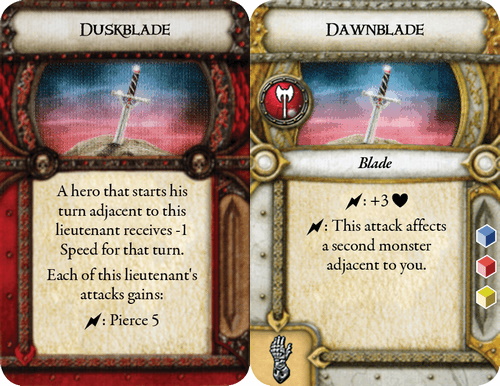 DUSKBLADE
A hero that starts his
turn adjacent to this
lieutenant receives -1
Speed for that turn.
Each of this lieutenant's
attacks gains:
: Pierce 5
DAWNBLADE
Blade
: +3
: This attack affects
a second monster
adjacent to you.